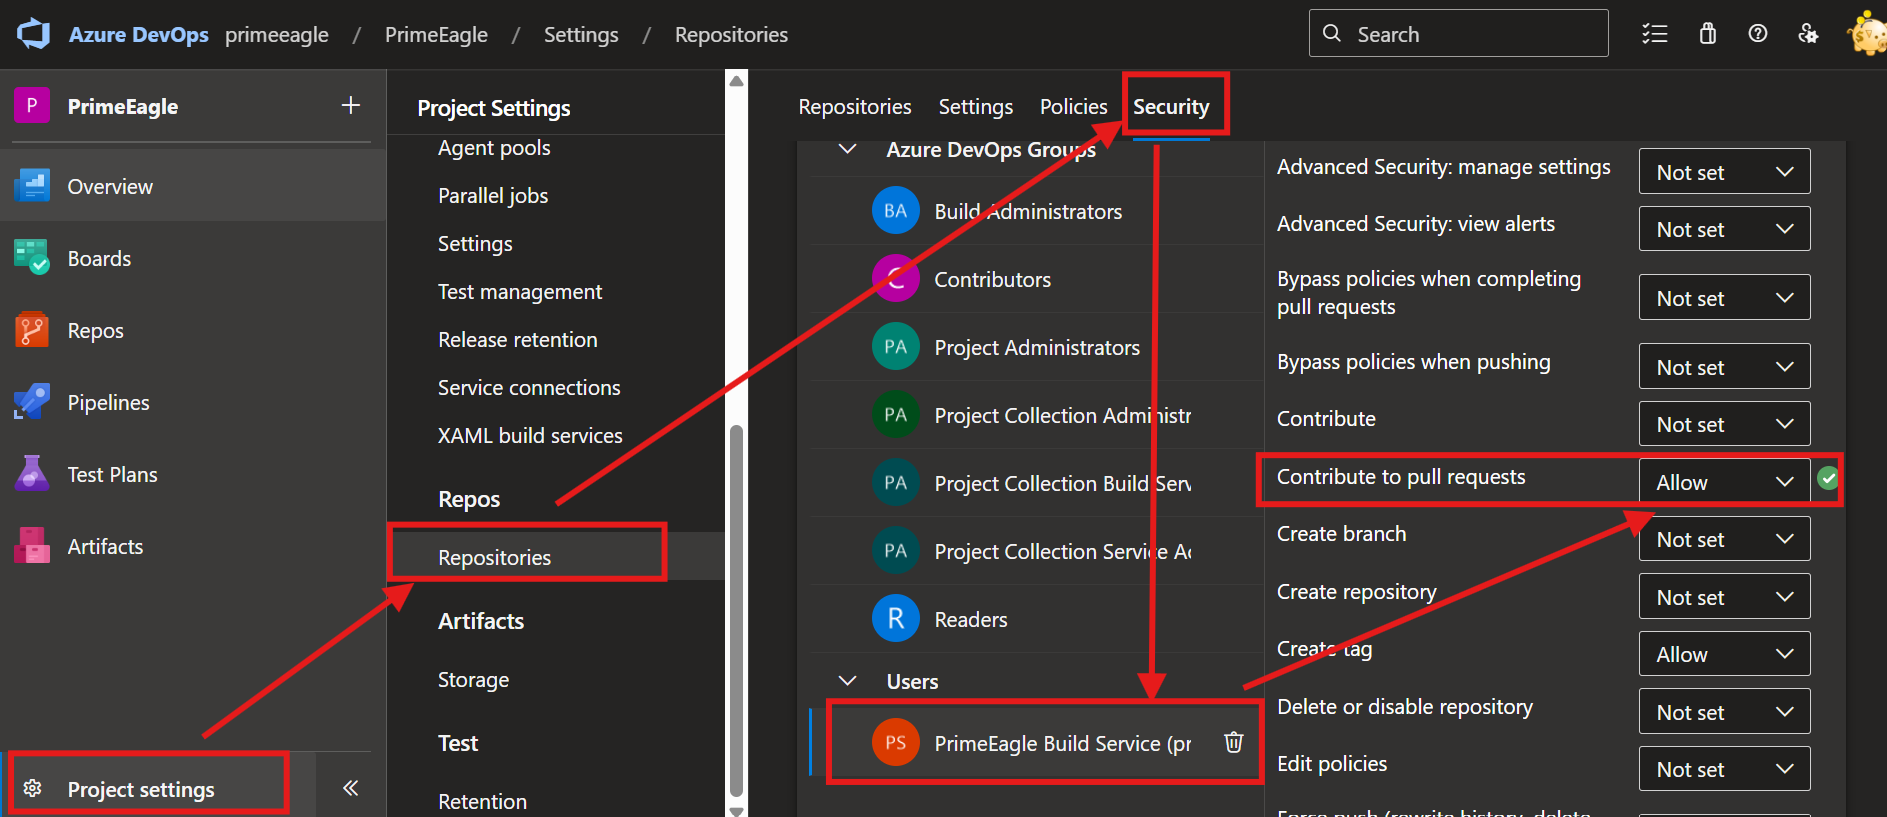 Azure DevOps primeeagle / PrimeEagle / Settings / Repositories
Search
P PrimeEagle
Overview
Boards
Repos
Pipelines
Test Plans
Artifacts
Project settings
Project Settings
Agent pools
Parallel jobs
Settings
Test management
Release retention
Service connections
XAML build services
Repos
Repositories
Artifacts
Storage
Test
Retention
Repositories Settings Policies Security
Azure DevOps Groups
BA Build Administrators
C Contributors
PA Project Administrators
PA Project Collection Administr
PA Project Collection Build Serv
PA Project Collection Service Ac
R Readers
Users
PS PrimeEagle Build Service (pr
Advanced Security: manage settings Not set
Advanced Security: view alerts Not set
Bypass policies when completing
pull requests Not set
Bypass policies when pushing Not set
Contribute Not set
Contribute to pull requests Allow
Create branch Not set
Create repository Not set
Create tag Allow
Delete or disable repository Not set
Edit policies Not set
Force push (rewrite history, delete